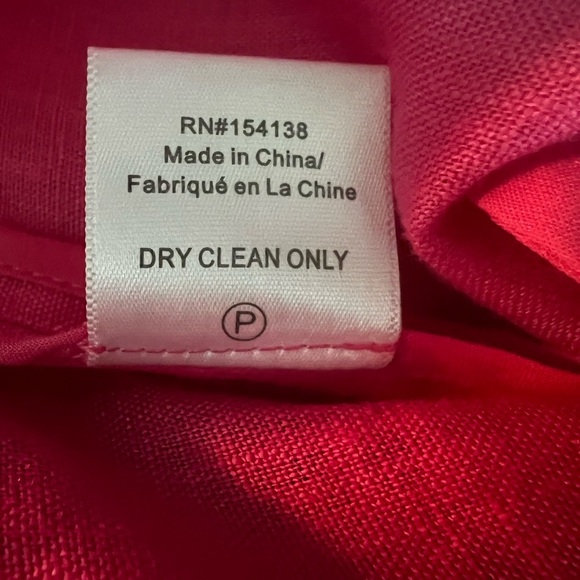 RN#154138
Made in China/
Fabriqué en La Chine
DRY CLEAN ONLY
P